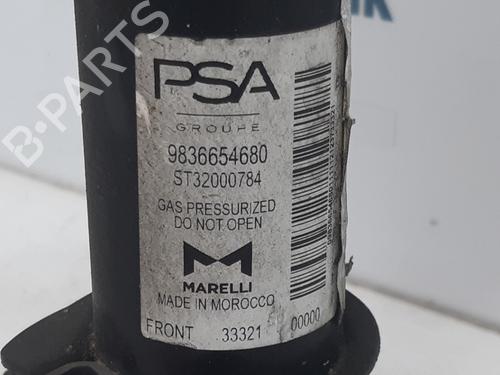 PSA
GROUPE
9836654680
ST32000784
GAS PRESSURIZED
DO NOT OPEN
MARELLI
MADE IN MOROCCO
FRONT 33321 00000
B-PARTS